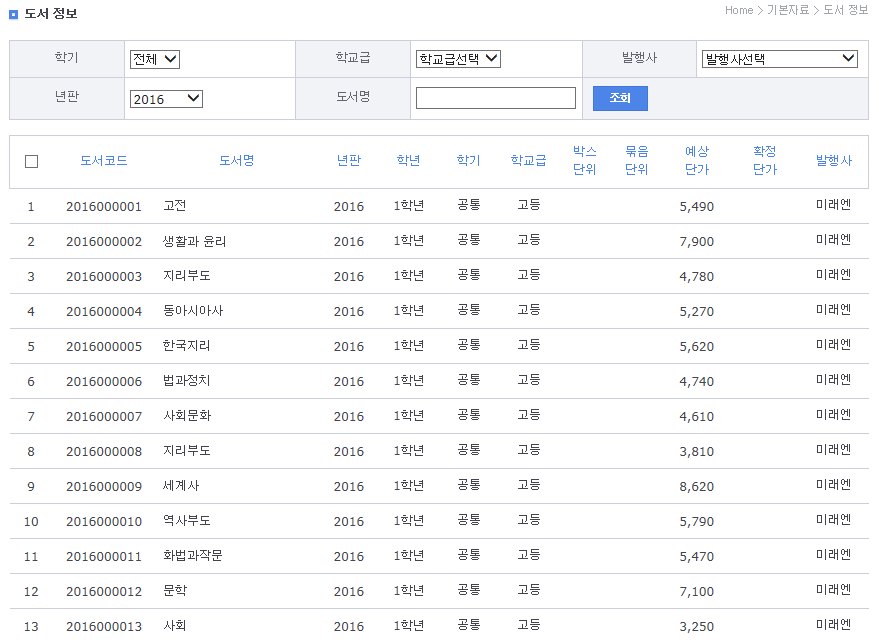 도서 정보
Home > 기본자료 > 도서 정보
학기 전체 학교급 학교급선택 발행사 발행사선택
년판 2016 도서명 조회
도서코드 도서명 년판 학년 학기 학교급 박스 단위 묶음 단위 예상 단가 확정 단가 발행사
1 2016000001 고전 2016 1학년 공통 고등 5,490 미래엔
2 2016000002 생활과 윤리 2016 1학년 공통 고등 7,900 미래엔
3 2016000003 지리부도 2016 1학년 공통 고등 4,780 미래엔
4 2016000004 동아시아사 2016 1학년 공통 고등 5,270 미래엔
5 2016000005 한국지리 2016 1학년 공통 고등 5,620 미래엔
6 2016000006 법과정치 2016 1학년 공통 고등 4,740 미래엔
7 2016000007 사회문화 2016 1학년 공통 고등 4,610 미래엔
8 2016000008 지리부도 2016 1학년 공통 고등 3,810 미래엔
9 2016000009 세계사 2016 1학년 공통 고등 8,620 미래엔
10 2016000010 역사부도 2016 1학년 공통 고등 5,790 미래엔
11 2016000011 화법과작문 2016 1학년 공통 고등 5,470 미래엔
12 2016000012 문학 2016 1학년 공통 고등 7,100 미래엔
13 2016000013 사회 2016 1학년 공통 고등 3,250 미래엔